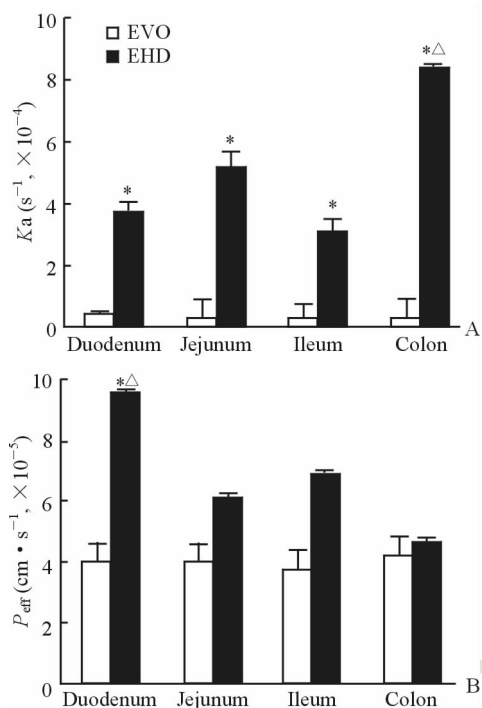 EVO
EHD
10
8
6
4
2
0
Ka (s⁻¹, ×10⁻⁴)
*
*
*
*△
Duodenum Jejunum Ileum Colon
A
10
8
6
4
2
0
P_eff (cm • s⁻¹, ×10⁻⁵)
*△
Duodenum Jejunum Ileum Colon
B